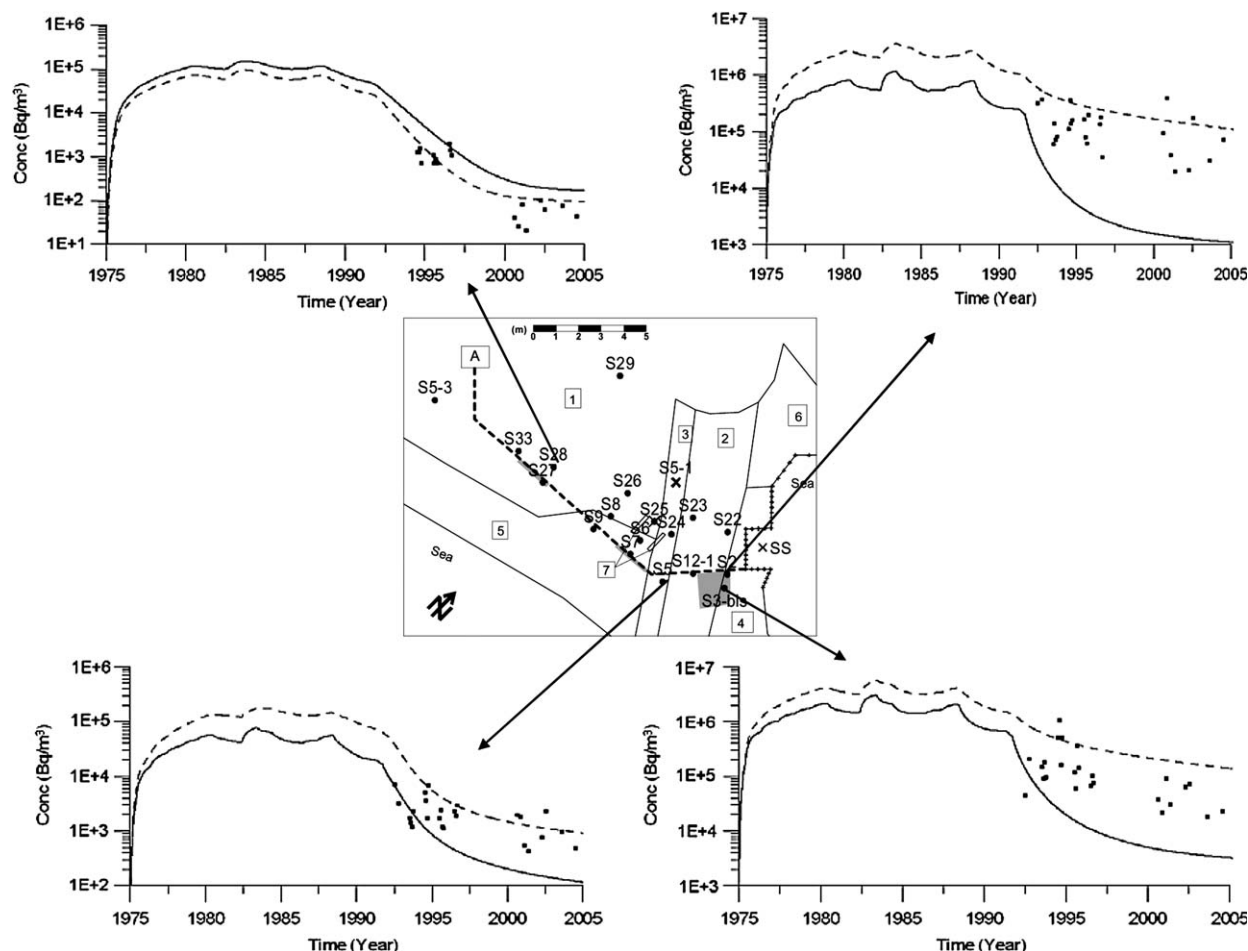 1E+6
1E+5
1E+4
1E+3
1E+2
1E+1
Conc (Bq/m³)
1975 1980 1985 1990 1995 2000 2005
Time (Year)
1E+7
1E+6
1E+5
1E+4
1E+3
Conc (Bq/m³)
1975 1980 1985 1990 1995 2000 2005
Time (Year)
(m) 0 1 2 3 4 5
A
S29
S5-3
1
6
3
2
S33
S28
S27
S5-1
Sea
S26
S8
S25
S23
S9
S6
S24
S22
5
S7
SS
Sea
7
S5
S12-1
S2
S3-bis
4
N
1E+6
1E+5
1E+4
1E+3
1E+2
Conc (Bq/m³)
1975 1980 1985 1990 1995 2000 2005
Time (Year)
1E+7
1E+6
1E+5
1E+4
1E+3
Conc (Bq/m³)
1975 1980 1985 1990 1995 2000 2005
Time (Year)